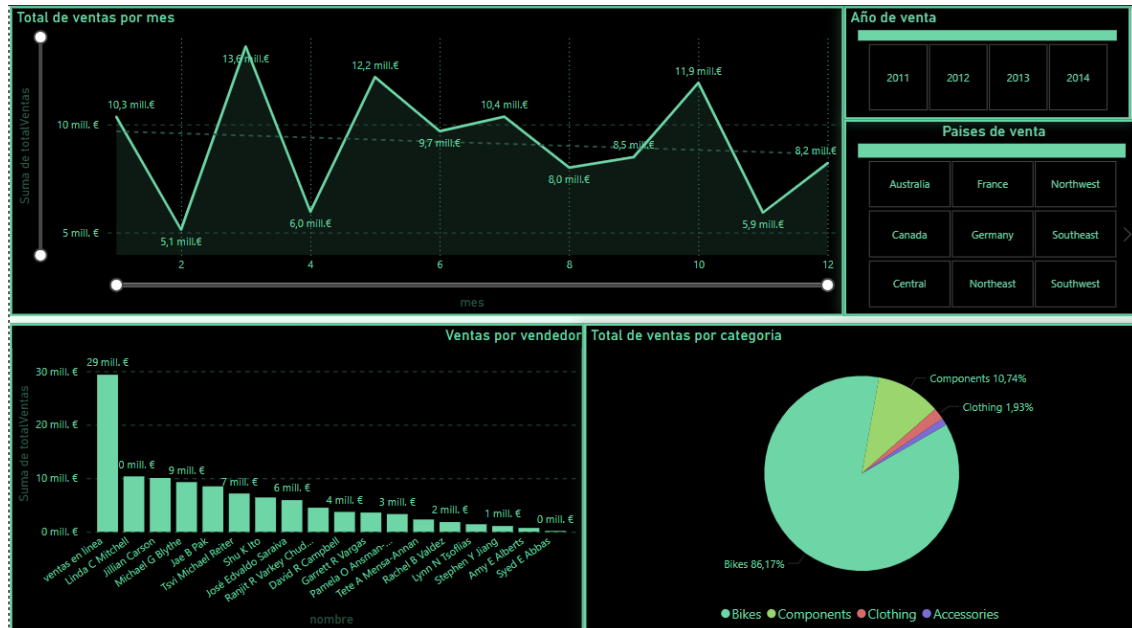 Total de ventas por mes
Suma de totalVentas
10 mill. €
5 mill. €
10,3 mill.€
5,1 mill.€
13,6 mill.€
6,0 mill.€
12,2 mill.€
9,7 mill.€
10,4 mill.€
8,0 mill.€
8,5 mill.€
11,9 mill.€
5,9 mill.€
8,2 mill.€
2 4 6 8 10 12
mes
Año de venta
2011 2012 2013 2014
Paises de venta
Australia France Northwest
Canada Germany Southeast
Central Northeast Southwest
Ventas por vendedor
Suma de totalVentas
30 mill. €
20 mill. €
10 mill. €
0 mill. €
29 mill. €
0 mill. €
9 mill. €
7 mill. €
6 mill. €
4 mill. €
3 mill. €
2 mill. €
1 mill. €
0 mill. €
ventas en linea
Linda C Mitchell
Jillian Carson
Michael G Blythe
Jae B Pak
Tsvi Michael Reiter
Shu K Ito
José Edvaldo Saraiva
Ranjit R Varkey Chud...
David R Campbell
Garrett R Vargas
Pamela O Ansman-...
Tete A Mensa-Annan
Rachel B Valdez
Lynn N Tsoflias
Stephen Y Jiang
Amy E Alberts
Syed E Abbas
nombre
Total de ventas por categoria
Components 10,74%
Clothing 1,93%
Bikes 86,17%
Bikes Components Clothing Accessories